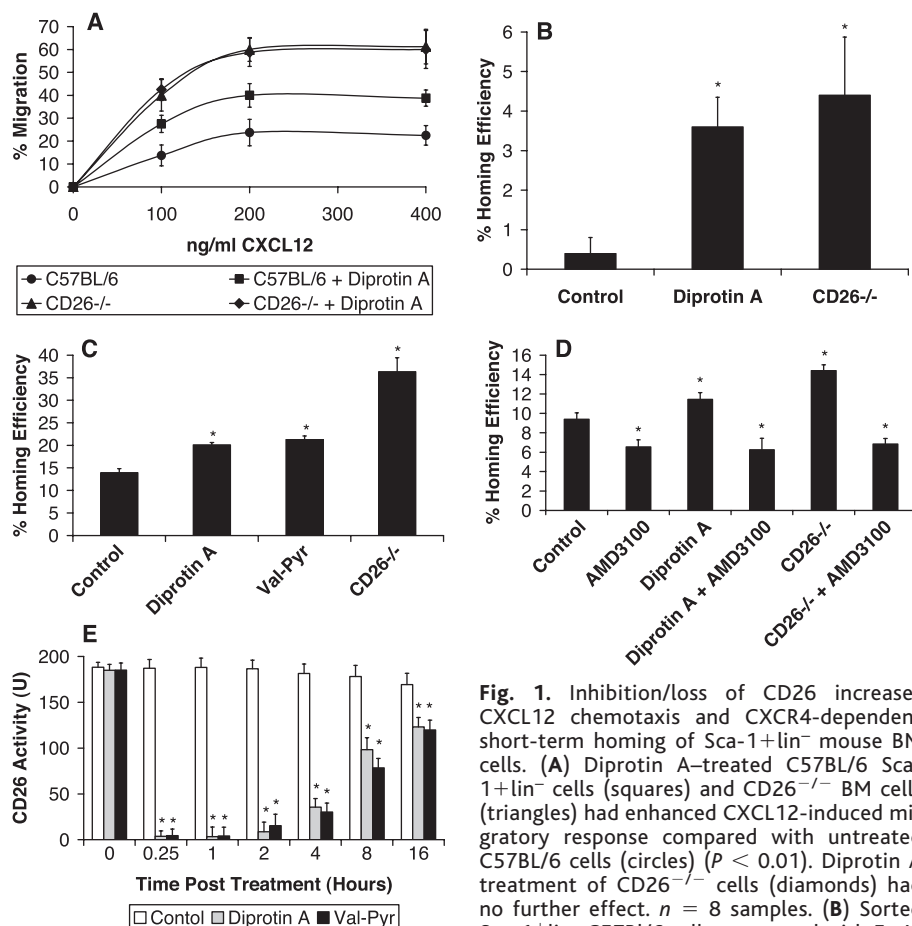 A
70
60
50
40
30
20
10
0
% Migration
0 100 200 300 400
ng/ml CXCL12
C57BL/6
C57BL/6 + Diprotin A
CD26-/-
CD26-/- + Diprotin A
B
6
6
4
3
2
1
0
% Homing Efficiency
*
*
Control Diprotin A CD26-/-
C
40
35
30
25
20
15
10
5
0
% Homing Efficiency
*
*
*
Control
Diprotin A
Val-Pyr
CD26-/-
D
16
14
12
10
8
6
4
2
0
% Homing Efficiency
*
*
*
*
*
Control
AMD3100
Diprotin A
Diprotin A + AMD3100
CD26-/-
CD26-/- + AMD3100
E
200
150
100
50
0
CD26 Activity (U)
* *
* *
* *
* *
* *
* *
0 0.25 1 2 4 8 16
Time Post Treatment (Hours)
Contol Diprotin A Val-Pyr
Fig. 1. Inhibition/loss of CD26 increase
CXCL12 chemotaxis and CXCR4-dependen
short-term homing of Sca-1+lin− mouse BM
cells. (A) Diprotin A–treated C57BL/6 Sca
1+lin− cells (squares) and CD26−/− BM cell
(triangles) had enhanced CXCL12-induced mi
gratory response compared with untreated
C57BL/6 cells (circles) (P < 0.01). Diprotin A
treatment of CD26−/− cells (diamonds) had
no further effect. n = 8 samples. (B) Sorted